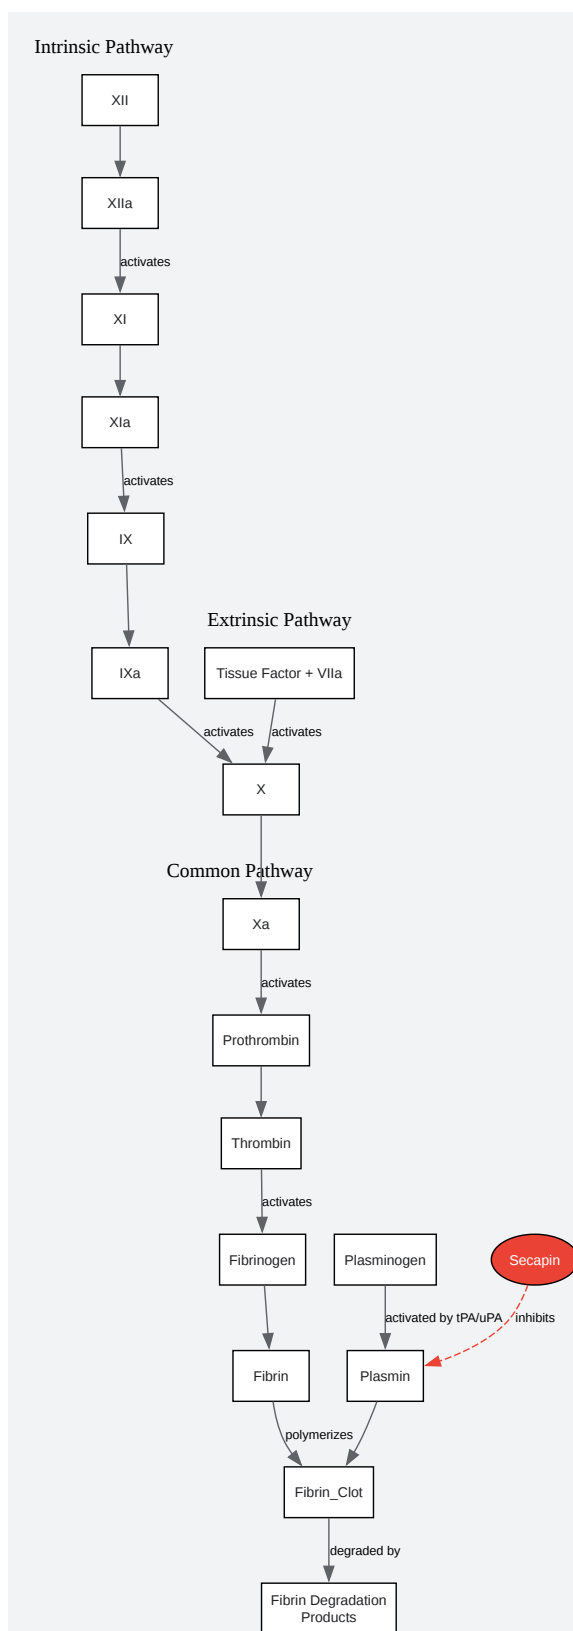 Intrinsic Pathway
XII
XIIa
activates
XI
XIa
activates
IX
Extrinsic Pathway
IXa
Tissue Factor + VIIa
activates
activates
X
Common Pathway
Xa
activates
Prothrombin
Thrombin
activates
Fibrinogen
Plasminogen
Secapin
activated by tPA/uPA
inhibits
Fibrin
Plasmin
polymerizes
Fibrin_Clot
degraded by
Fibrin Degradation
Products